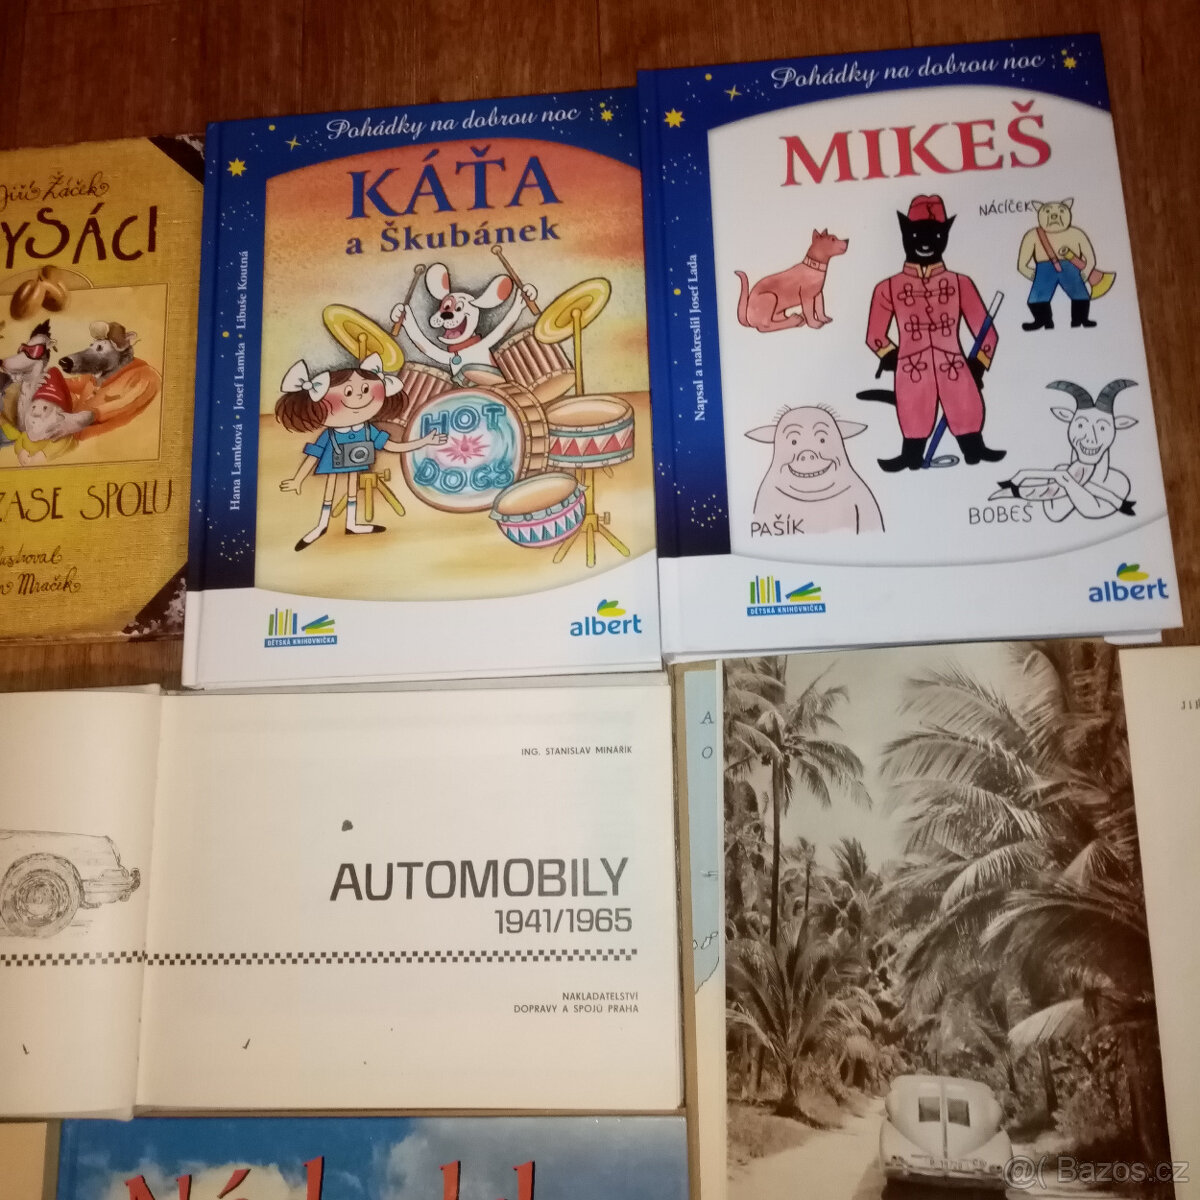 Jiří Žáček
YSÁCI
ZASE SPOLU
Pohádky na dobrou noc
KÁŤA
a Škubánek
Hana Lamková • Josef Lamka • Libuše Koutná
HOT
DOGS
DĚTSKÁ KNIHOVNIČKA
albert
Pohádky na dobrou noc
MIKEŠ
NÁCÍČEK
Napsal a nakreslil Josef Lada
PAŠÍK
BOBEŠ
DĚTSKÁ KNIHOVNIČKA
albert
ING. STANISLAV MINÁŘÍK
AUTOMOBILY
1941/1965
NAKLADATELSTVÍ
DOPRAVY A SPOJŮ PRAHA
A
O
JIŘ
Bazos.cz